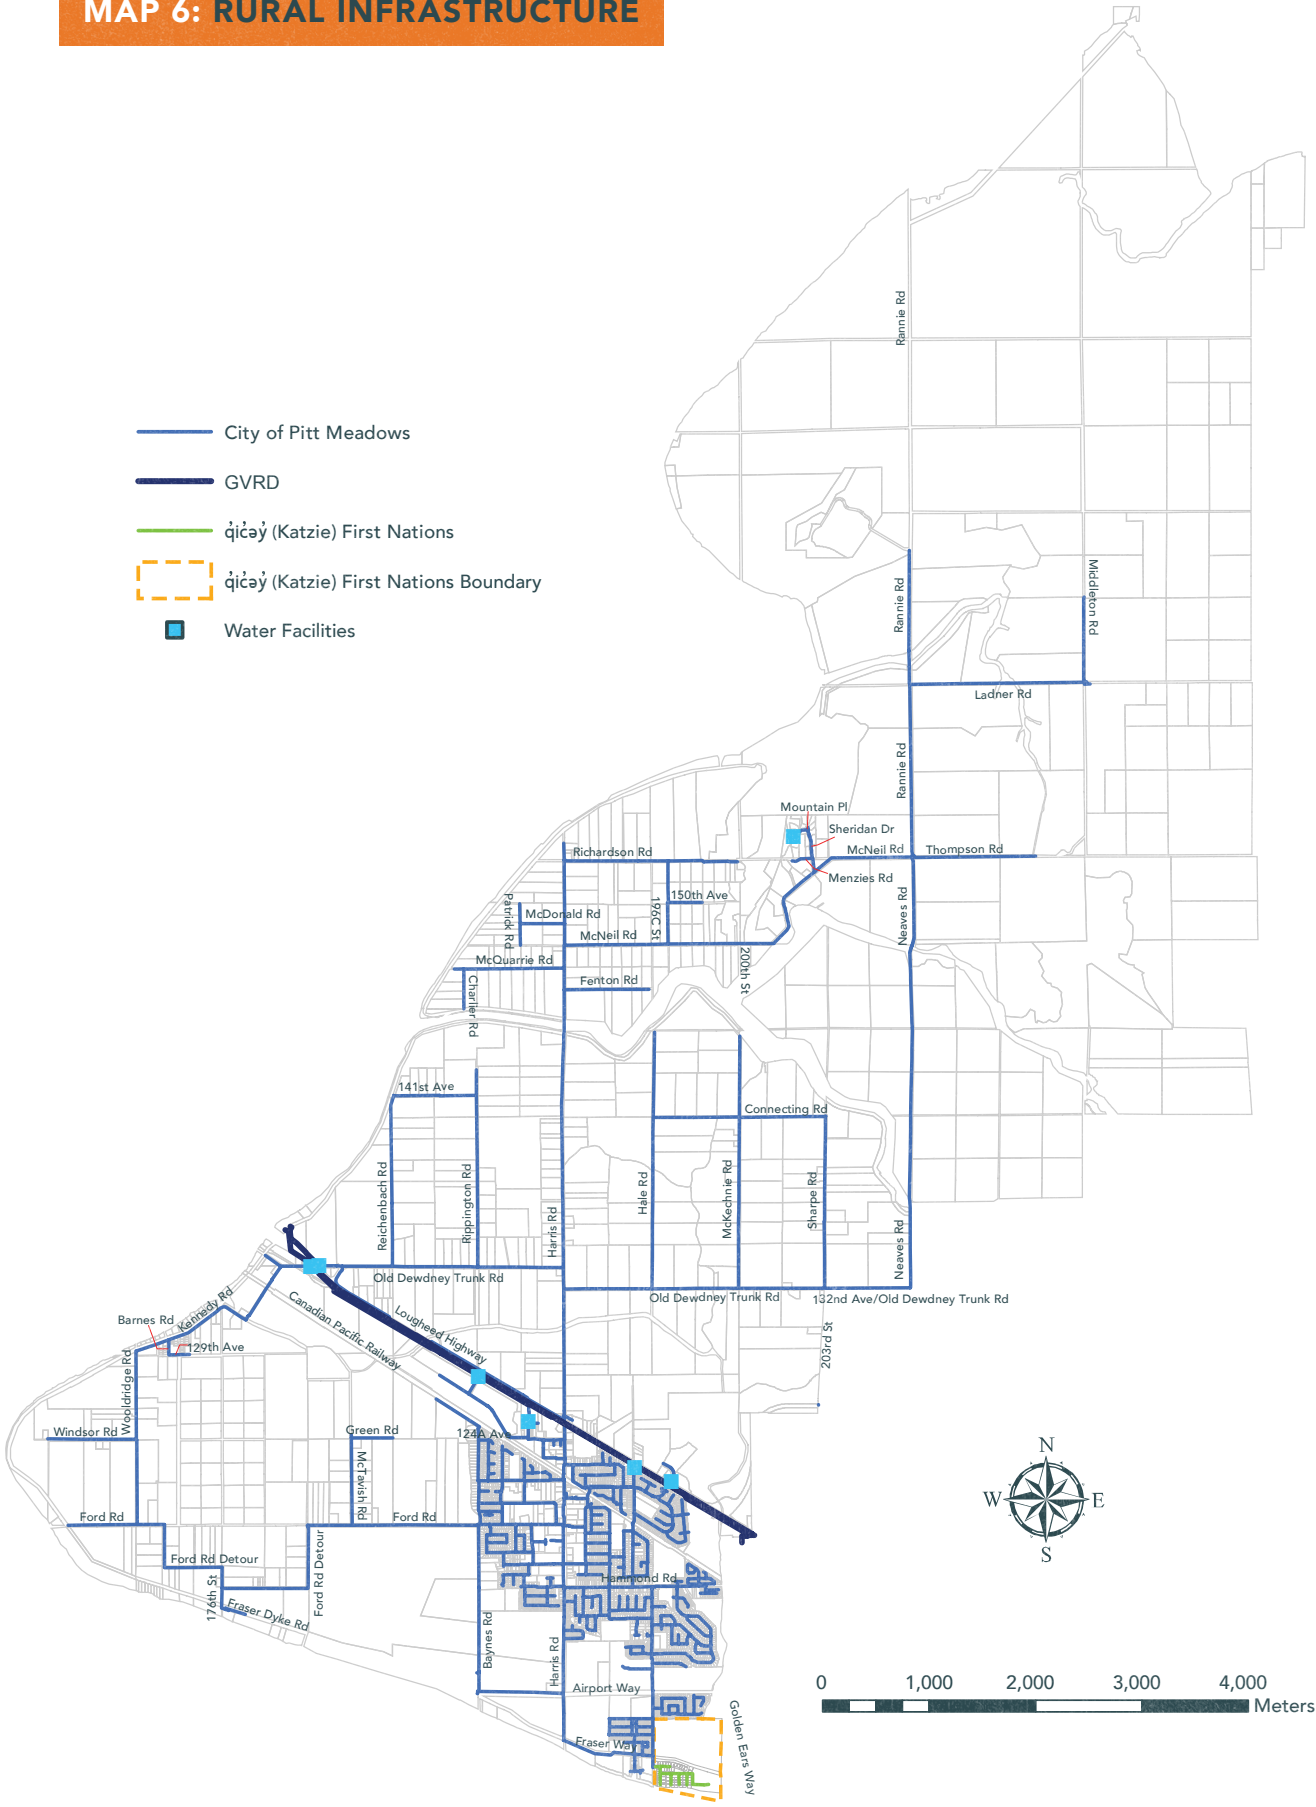 MAP 6: RURAL INFRASTRUCTURE
Rannie Rd
City of Pitt Meadows
GVRD
q̓ic̓əy̓ (Katzie) First Nations
q̓ic̓əy̓ (Katzie) First Nations Boundary
Water Facilities
Rannie Rd
Middleton Rd
Ladner Rd
Rannie Rd
Mountain Pl
Sheridan Dr
Richardson Rd
McNeil Rd
Thompson Rd
Menzies Rd
150th Ave
Patrick Rd
McDonald Rd
196C St
Neaves Rd
McNeil Rd
McQuarrie Rd
200th St
Fenton Rd
Charlier Rd
141st Ave
Connecting Rd
Reichenbach Rd
Rippington Rd
Harris Rd
Hale Rd
McKechnie Rd
Sharpe Rd
Neaves Rd
Old Dewdney Trunk Rd
Old Dewdney Trunk Rd
132nd Ave/Old Dewdney Trunk Rd
Kennedy Rd
Canadian Pacific Railway
Lougheed Highway
Barnes Rd
129th Ave
203rd St
Wooldridge Rd
Windsor Rd
Green Rd
124A Ave
McTavish Rd
N
W
E
S
Ford Rd
Ford Rd
Ford Rd Detour
Ford Rd Detour
176th St
Fraser Dyke Rd
Hammond Rd
Baynes Rd
Harris Rd
Airport Way
Golden Ears Way
Fraser Way
0 1,000 2,000 3,000 4,000
Meters